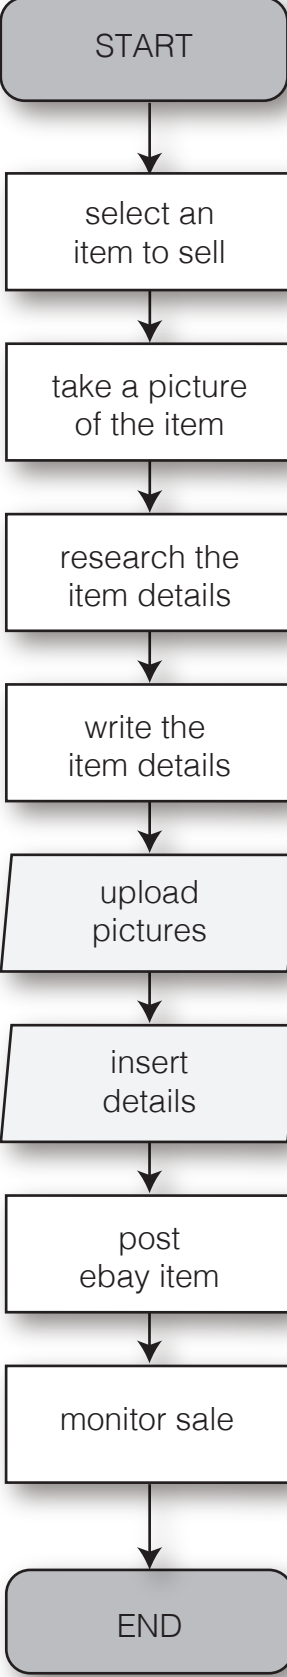 START
select an
item to sell
take a picture
of the item
research the
item details
write the
item details
upload
pictures
insert
details
post
ebay item
monitor sale
END